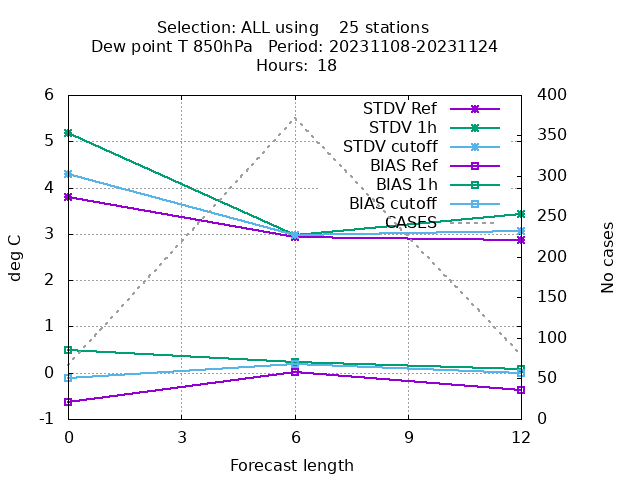 Selection: ALL using    25 stations
Dew point T 850hPa   Period: 20231108-20231124
Hours: 18
6
5
4
3
2
1
0
-1
400
350
300
250
200
150
100
50
0
STDV Ref
STDV 1h
STDV cutoff
BIAS Ref
BIAS 1h
BIAS cutoff
CASES
deg C
No cases
0
3
6
9
12
Forecast length